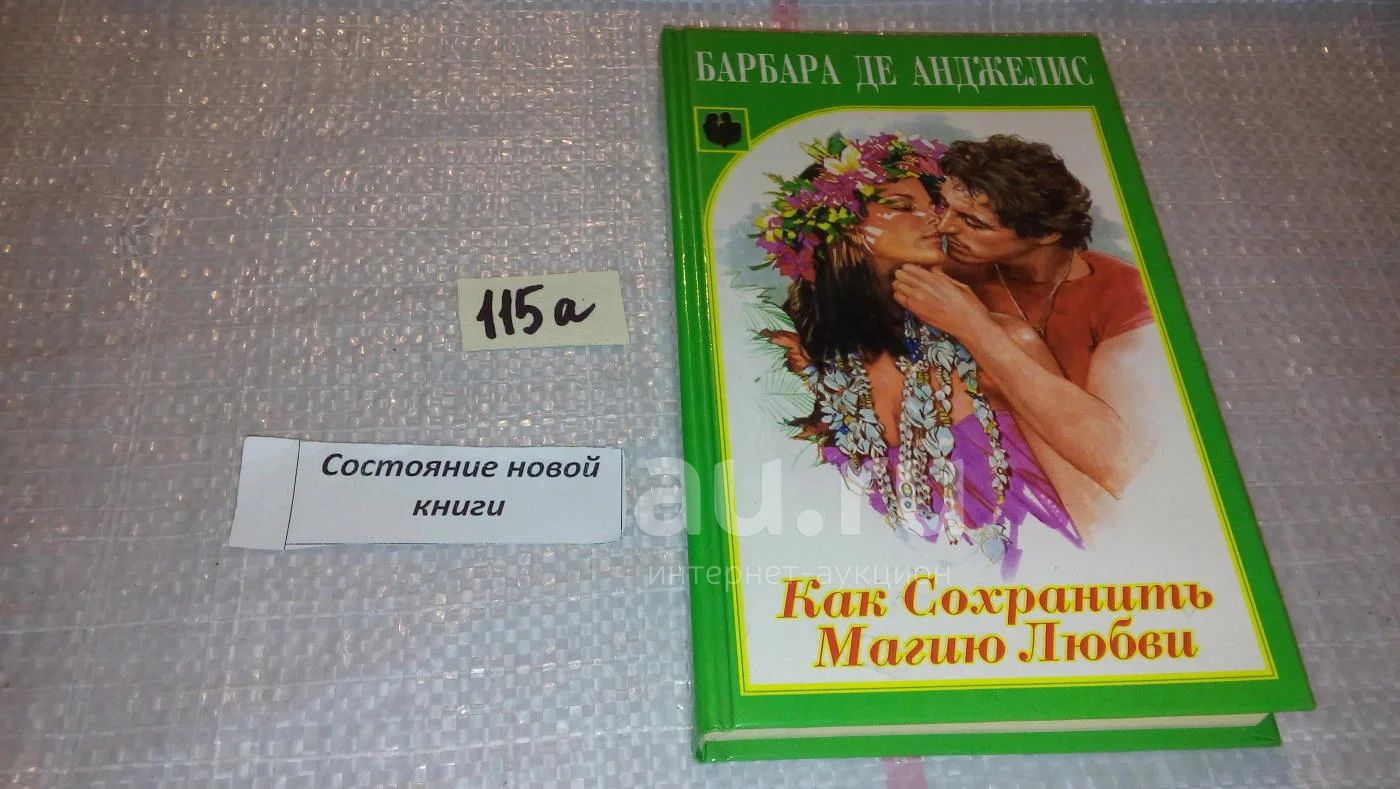 БАРБАРА ДЕ АНДЖЕЛИС
115а
Состояние новой
книги
au.ru
интернет-аукцион
Как Сохранить
Магию Любви